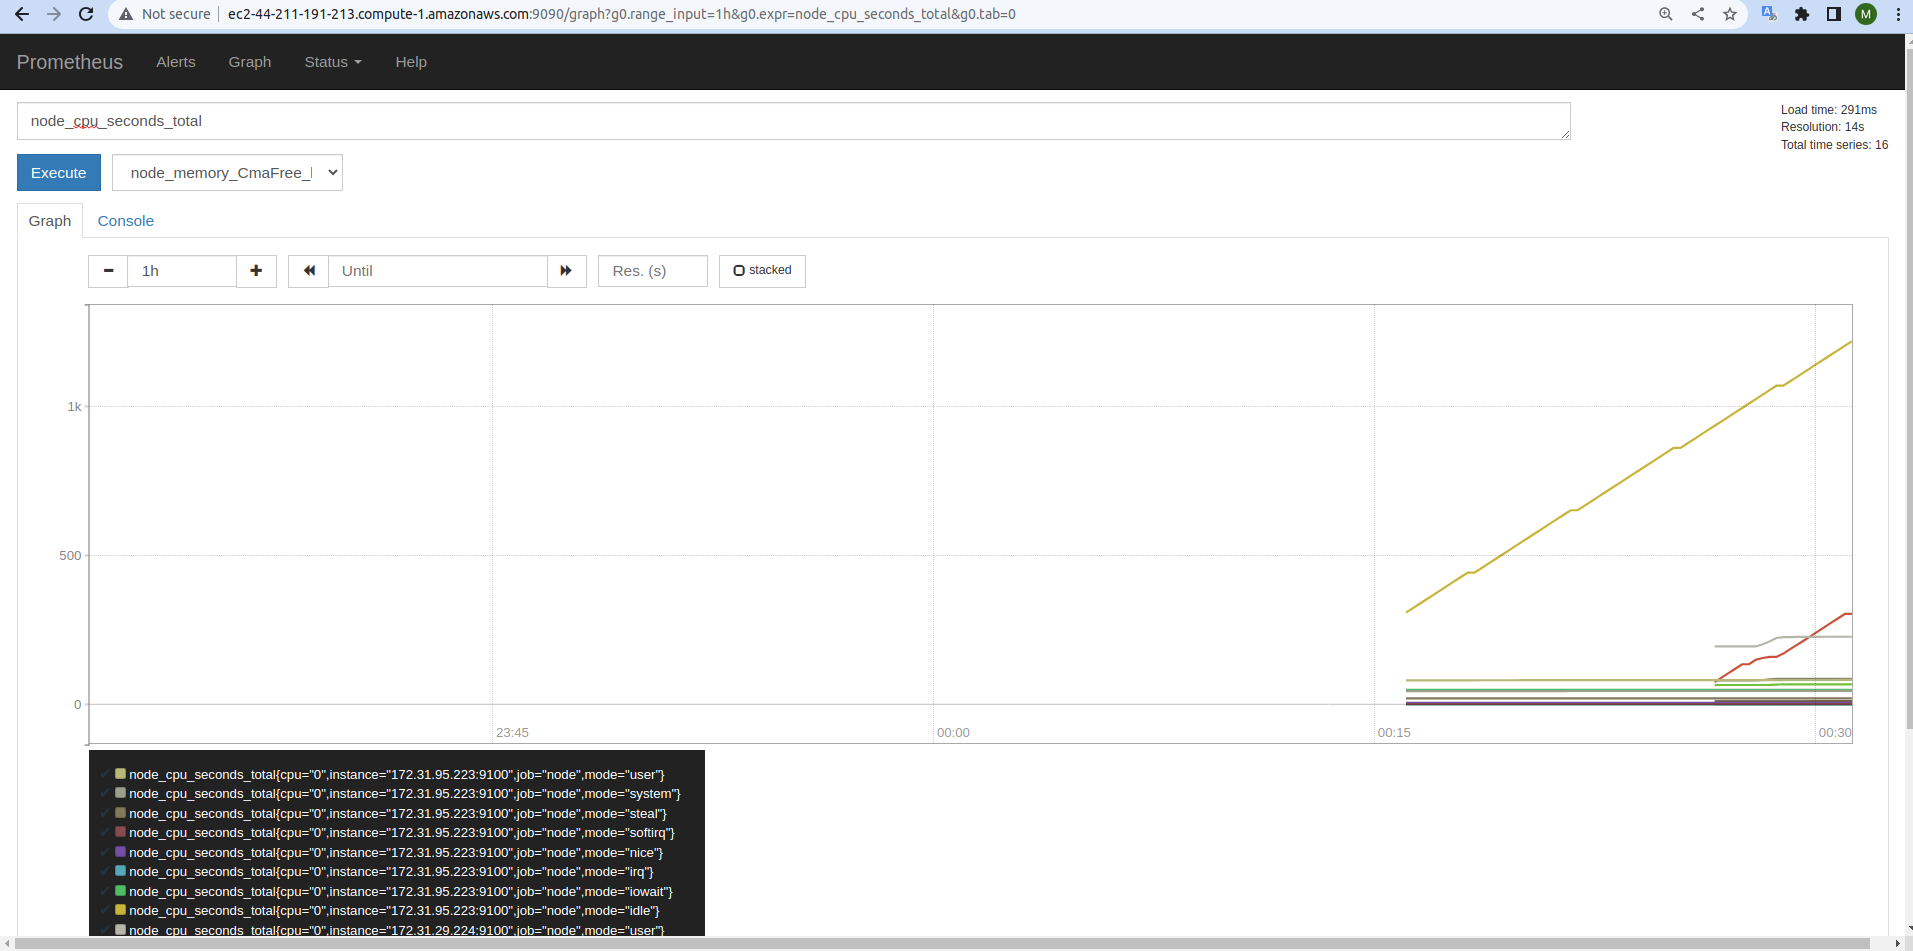 Not secure ec2-44-211-191-213.compute-1.amazonaws.com:9090/graph?g0.range_input=1h&g0.expr=node_cpu_seconds_total&g0.tab=0
M
Prometheus Alerts Graph Status Help
node_cpu_seconds_total
Load time: 291ms
Resolution: 14s
Total time series: 16
Execute node_memory_CmaFree_
Graph Console
1h Until Res. (s) stacked
1k
500
0
23:45 00:00 00:15 00:30
node_cpu_seconds_total{cpu="0",instance="172.31.95.223:9100",job="node",mode="user"}
node_cpu_seconds_total{cpu="0",instance="172.31.95.223:9100",job="node",mode="system"}
node_cpu_seconds_total{cpu="0",instance="172.31.95.223:9100",job="node",mode="steal"}
node_cpu_seconds_total{cpu="0",instance="172.31.95.223:9100",job="node",mode="softirq"}
node_cpu_seconds_total{cpu="0",instance="172.31.95.223:9100",job="node",mode="nice"}
node_cpu_seconds_total{cpu="0",instance="172.31.95.223:9100",job="node",mode="irq"}
node_cpu_seconds_total{cpu="0",instance="172.31.95.223:9100",job="node",mode="iowait"}
node_cpu_seconds_total{cpu="0",instance="172.31.95.223:9100",job="node",mode="idle"}
node_cpu_seconds_total{cpu="0",instance="172.31.29.224:9100",job="node",mode="user"}